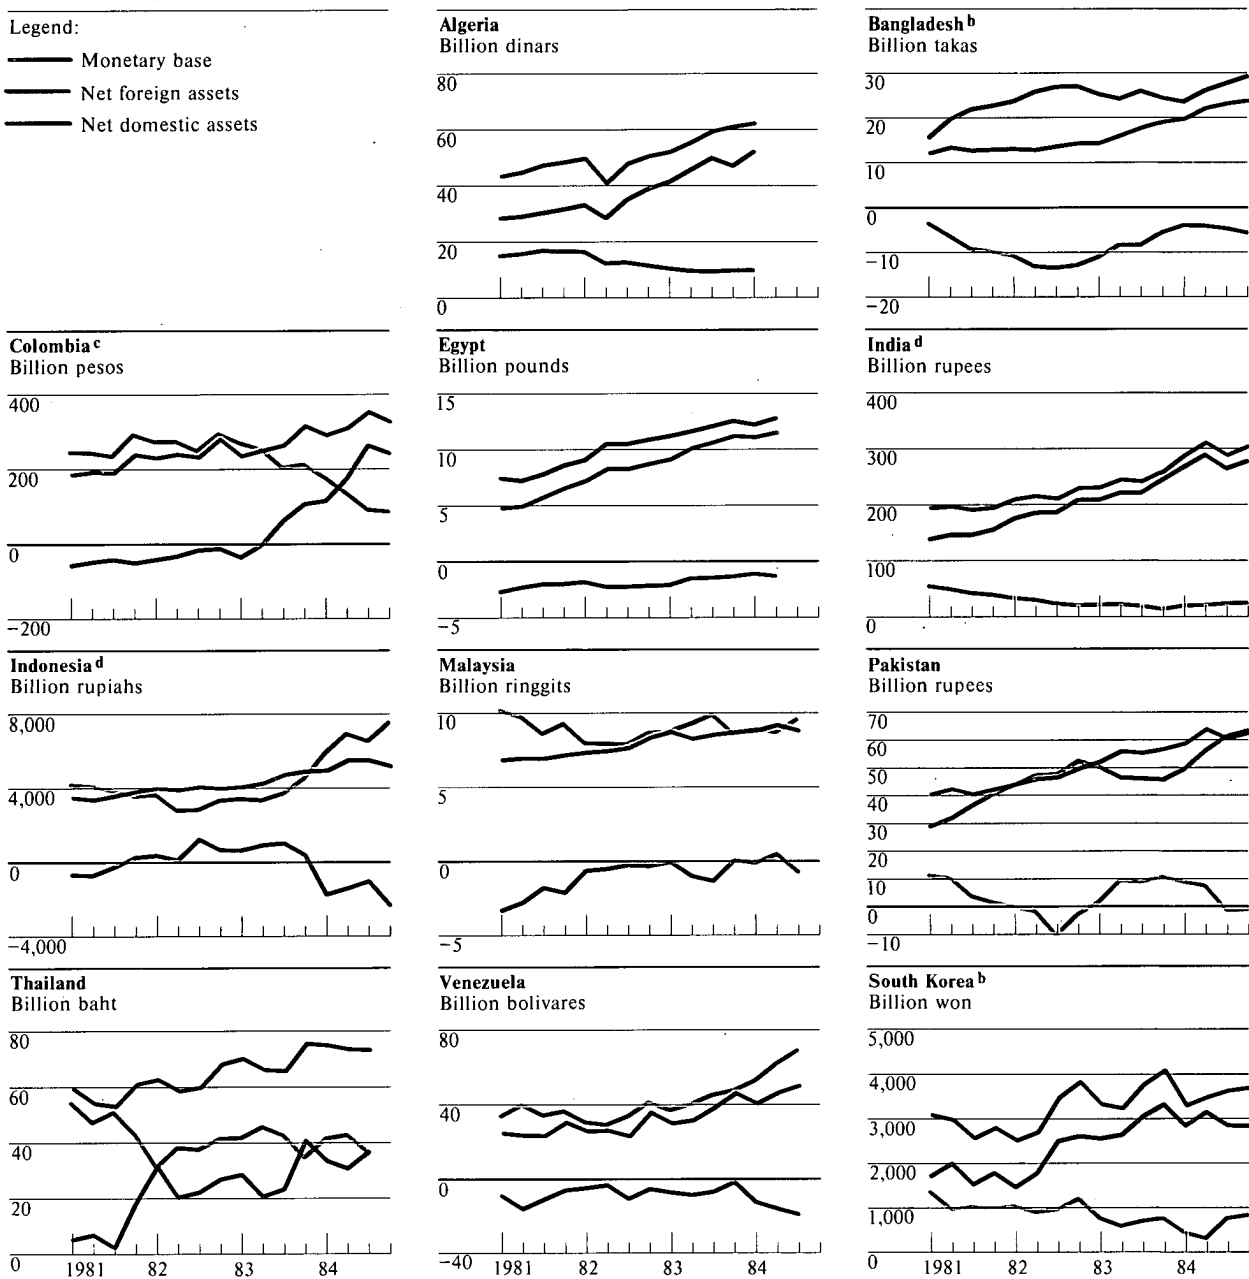 Legend:
Monetary base
Net foreign assets
Net domestic assets
Algeria
Billion dinars
80
60
40
20
0
Bangladesh b
Billion takas
30
20
10
0
−10
−20
Colombia c
Billion pesos
400
200
0
−200
Egypt
Billion pounds
15
10
5
0
−5
India d
Billion rupees
400
300
200
100
0
Indonesia d
Billion rupiahs
8,000
4,000
0
−4,000
Malaysia
Billion ringgits
10
5
0
−5
Pakistan
Billion rupees
70
60
50
40
30
20
10
0
−10
Thailand
Billion baht
80
60
40
20
0
1981 82 83 84
Venezuela
Billion bolivares
80
40
0
−40
1981 82 83 84
South Korea b
Billion won
5,000
4,000
3,000
2,000
1,000
0
1981 82 83 84